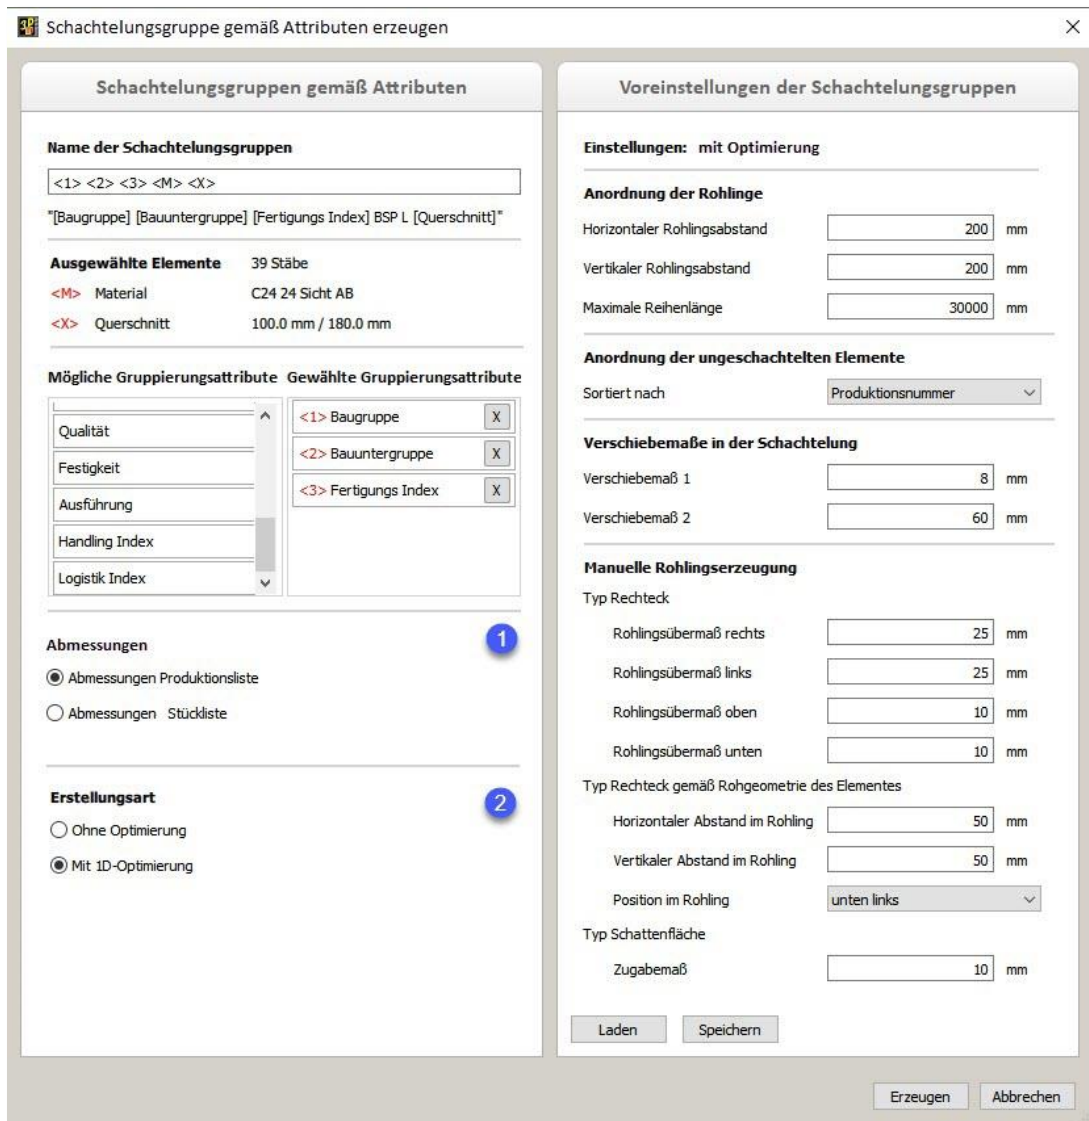 Schachtelungsgruppe gemäß Attributen erzeugen
Schachtelungsgruppen gemäß Attributen
Name der Schachtelungsgruppen
<1> <2> <3> <M> <X>
"[Baugruppe] [Bauuntergruppe] [Fertigungs Index] BSP L [Querschnitt]"
Ausgewählte Elemente 39 Stäbe
<M> Material C24 24 Sicht AB
<X> Querschnitt 100.0 mm / 180.0 mm
Mögliche Gruppierungsattribute Gewählte Gruppierungsattribute
Qualität
Festigkeit
Ausführung
Handling Index
Logistik Index
<1> Baugruppe X
<2> Bauuntergruppe X
<3> Fertigungs Index X
Abmessungen 1
Abmessungen Produktionsliste
Abmessungen Stückliste
Erstellungsart 2
Ohne Optimierung
Mit 1D-Optimierung
Voreinstellungen der Schachtelungsgruppen
Einstellungen: mit Optimierung
Anordnung der Rohlinge
Horizontaler Rohlingsabstand 200 mm
Vertikaler Rohlingsabstand 200 mm
Maximale Reihenlänge 30000 mm
Anordnung der ungeschachtelten Elemente
Sortiert nach Produktionsnummer
Verschiebemaße in der Schachtelung
Verschiebemaß 1 8 mm
Verschiebemaß 2 60 mm
Manuelle Rohlingserzeugung
Typ Rechteck
Rohlingsübermaß rechts 25 mm
Rohlingsübermaß links 25 mm
Rohlingsübermaß oben 10 mm
Rohlingsübermaß unten 10 mm
Typ Rechteck gemäß Rohgeometrie des Elementes
Horizontaler Abstand im Rohling 50 mm
Vertikaler Abstand im Rohling 50 mm
Position im Rohling unten links
Typ Schattenfläche
Zugabemaß 10 mm
Laden Speichern
Erzeugen Abbrechen